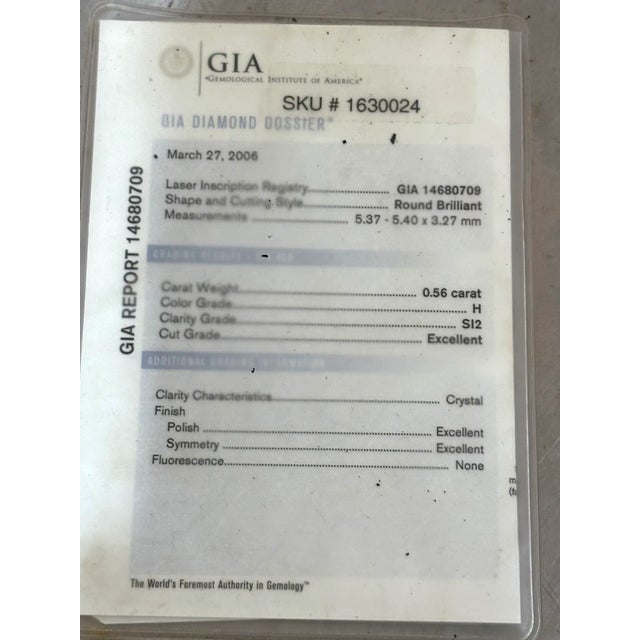 GIA
GEMOLOGICAL INSTITUTE OF AMERICA®
SKU # 1630024
GIA DIAMOND DOSSIER®
March 27, 2006
Laser Inscription Registry.......... GIA 14680709
Shape and Cutting Style.......... Round Brilliant
Measurements .......... 5.37 - 5.40 x 3.27 mm
GRADING RESULTS
Carat Weight.......... 0.56 carat
Color Grade.......... H
Clarity Grade.......... SI2
Cut Grade.......... Excellent
ADDITIONAL GRADING INFORMATION
Clarity Characteristics.......... Crystal
Finish
Polish .......... Excellent
Symmetry .......... Excellent
Fluorescence.......... None
GIA REPORT 14680709
The World's Foremost Authority in Gemology™